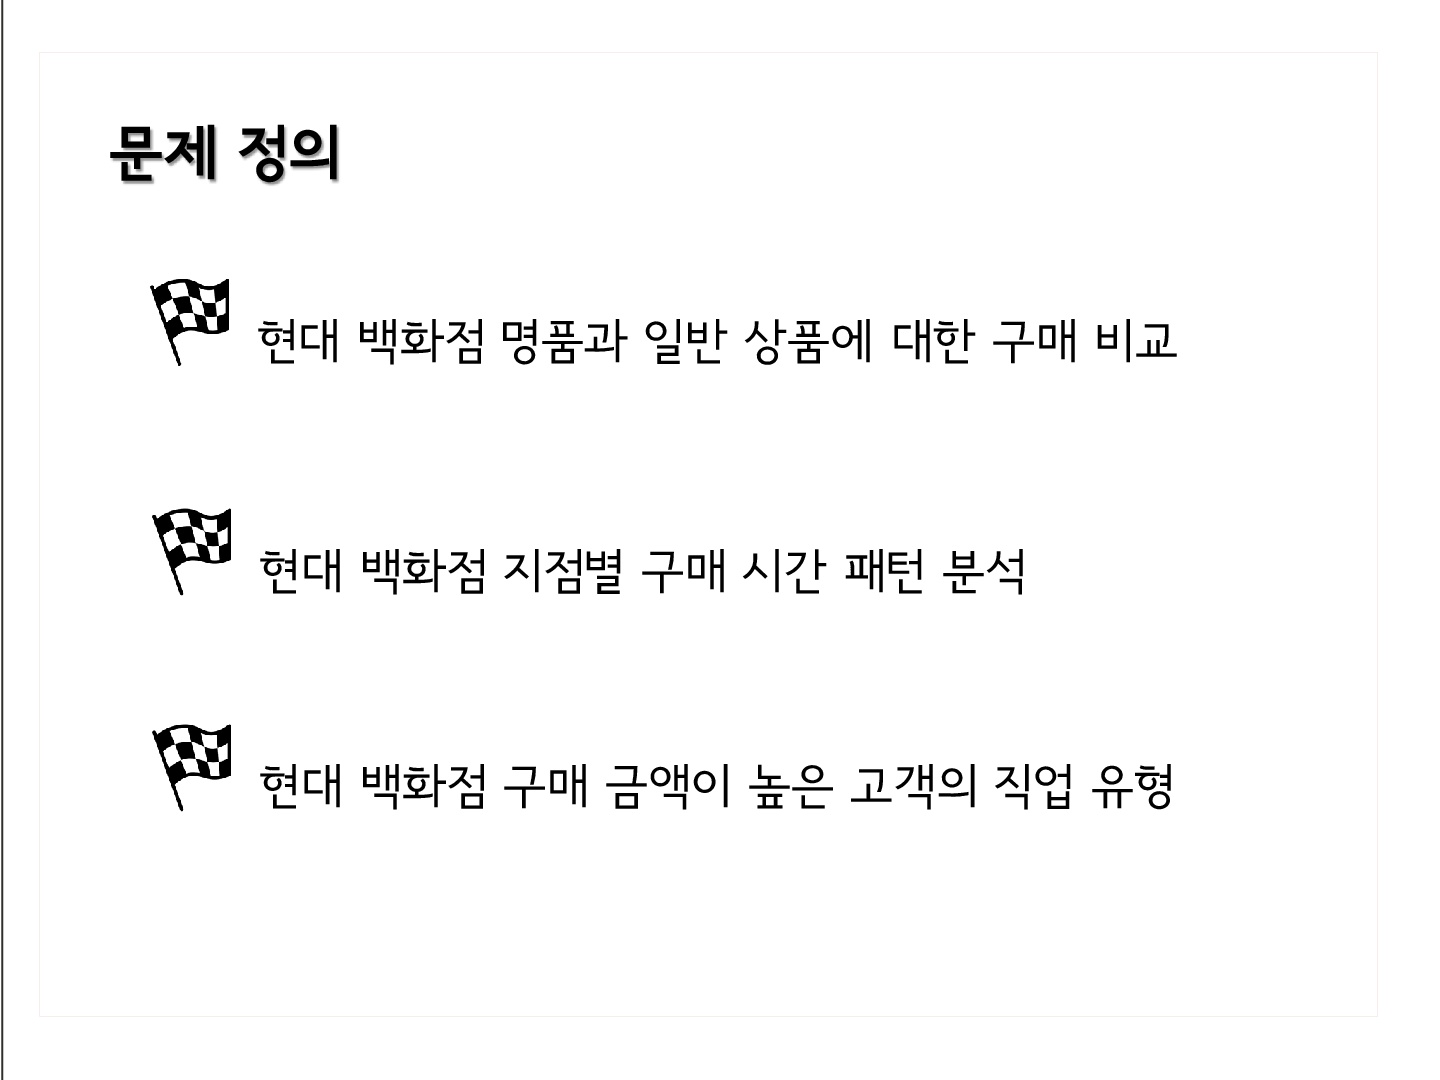 문제 정의
현대 백화점 명품과 일반 상품에 대한 구매 비교
현대 백화점 지점별 구매 시간 패턴 분석
현대 백화점 구매 금액이 높은 고객의 직업 유형